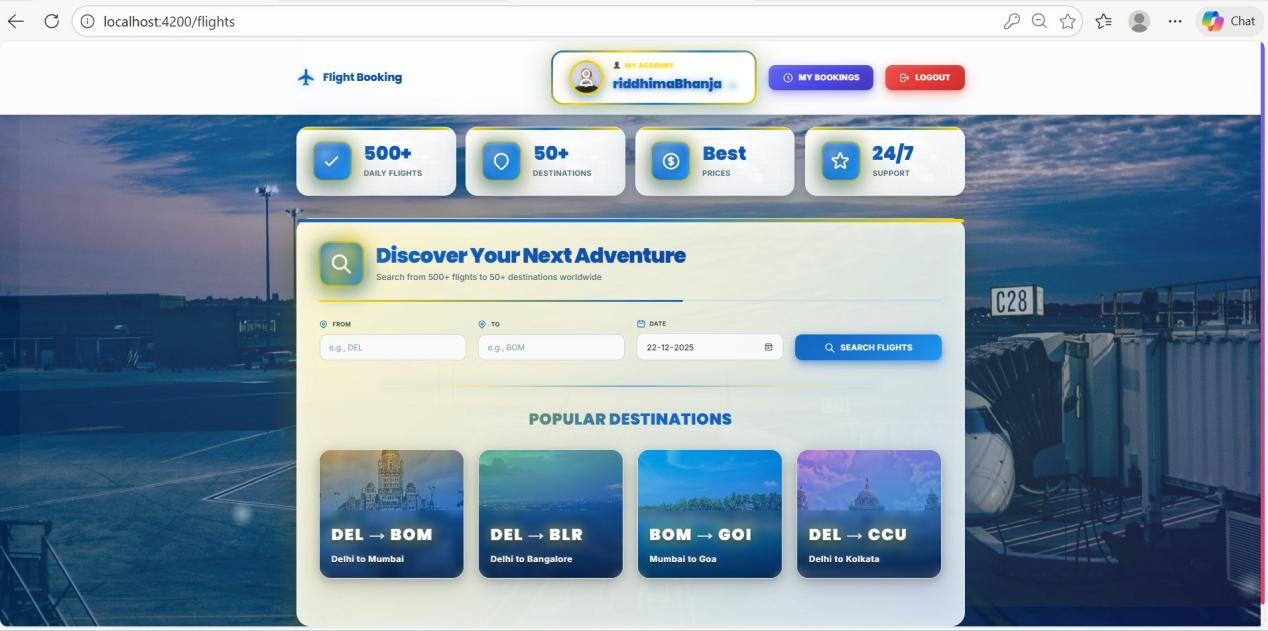 localhost:4200/flights
Chat
Flight Booking
MY ACCOUNT
riddhimaBhanja
MY BOOKINGS
LOGOUT
500+
DAILY FLIGHTS
50+
DESTINATIONS
Best
PRICES
24/7
SUPPORT
Discover Your Next Adventure
Search from 500+ flights to 50+ destinations worldwide
FROM
TO
DATE
e.g., DEL
e.g., BOM
22-12-2025
SEARCH FLIGHTS
C28
POPULAR DESTINATIONS
DEL → BOM
Delhi to Mumbai
DEL → BLR
Delhi to Bangalore
BOM → GOI
Mumbai to Goa
DEL → CCU
Delhi to Kolkata